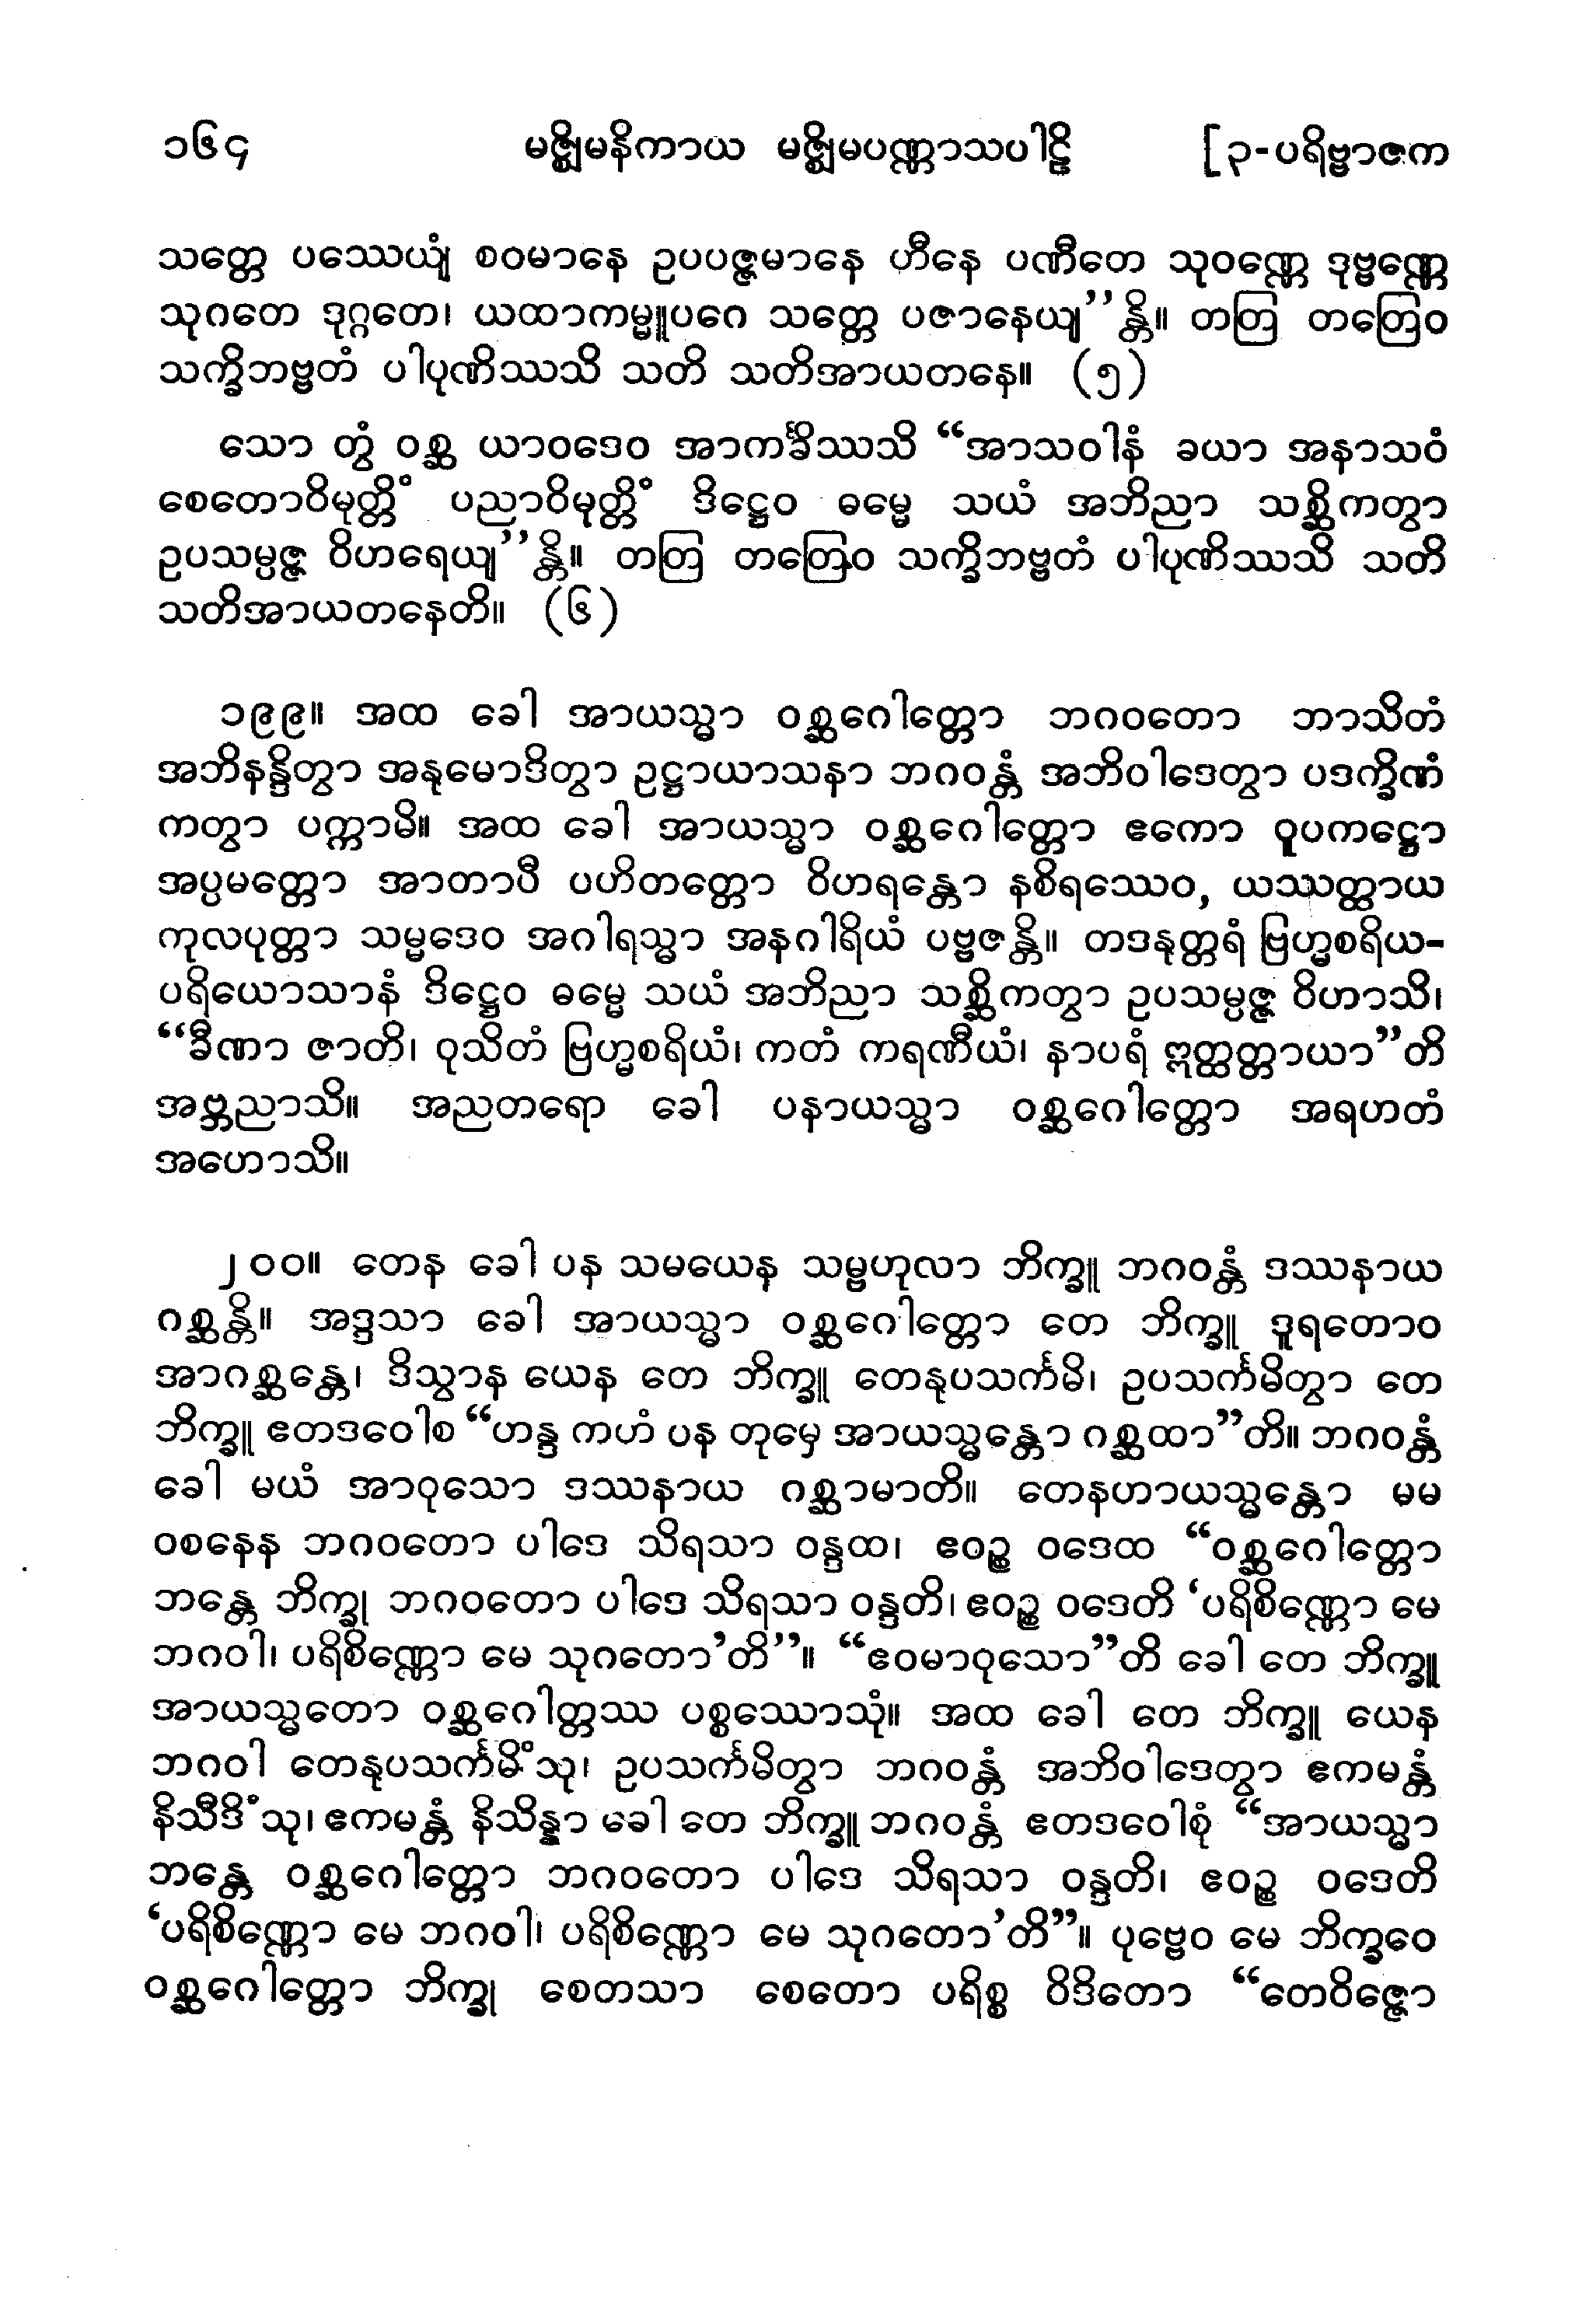 ၁၆၄ မဇ္ဈိမနိကာယ မဇ္ဈိမပဏ္ဏာသပါဠိ [၃-ပရိဗ္ဗာဇက
သတ္တေ ပဿေယျံ စဝမာနေ ဥပပဇ္ဇမာနေ ဟီနေ ပဏီတေ သုဝဏ္ဏေ ဒုဗ္ဗဏ္ဏေ
သုဂတေ ဒုဂ္ဂတေ၊ ယထာကမ္မူပဂေ သတ္တေ ပဇာနေယျ’’န္တိ။ တတြ တတြေဝ
သက္ခိဘဗ္ဗတံ ပါပုဏိဿသိ သတိ သတိအာယတနေ။ (၅)
သော တွံ ဝစ္ဆ ယာဝဒေဝ အာကင်္ခိဿသိ “အာသဝါနံ ခယာ အနာသဝံ
စေတောဝိမုတ္တိံ ပညာဝိမုတ္တိံ ဒိဋ္ဌေဝ ဓမ္မေ သယံ အဘိညာ သစ္ဆိကတွာ
ဥပသမ္ပဇ္ဇ ဝိဟရေယျ’’န္တိ။ တတြ တတြေဝ သက္ခိဘဗ္ဗတံ ပါပုဏိဿသိ သတိ
သတိအာယတနေတိ။ (၆)
၁၉၉။ အထ ခေါ အာယသ္မာ ဝစ္ဆဂေါတ္တော ဘဂဝတော ဘာသိတံ
အဘိနန္ဒိတွာ အနုမောဒိတွာ ဥဋ္ဌာယာသနာ ဘဂဝန္တံ အဘိဝါဒေတွာ ပဒက္ခိဏံ
ကတွာ ပက္ကာမိ။ အထ ခေါ အာယသ္မာ ဝစ္ဆဂေါတ္တော ဧကော ဝူပကဋ္ဌော
အပ္ပမတ္တော အာတာပီ ပဟိတတ္တော ဝိဟရန္တော နစိရဿေဝ, ယဿတ္ထာယ
ကုလပုတ္တာ သမ္မဒေဝ အဂါရသ္မာ အနဂါရိယံ ပဗ္ဗဇန္တိ။ တဒနုတ္တရံ ဗြဟ္မစရိယ-
ပရိယောသာနံ ဒိဋ္ဌေဝ ဓမ္မေ သယံ အဘိညာ သစ္ဆိကတွာ ဥပသမ္ပဇ္ဇ ဝိဟာသိ၊
“ခီဏာ ဇာတိ၊ ဝုသိတံ ဗြဟ္မစရိယံ၊ ကတံ ကရဏီယံ၊ နာပရံ ဣတ္ထတ္တာယာ”တိ
အဗ္ဘညာသိ။ အညတရော ခေါ ပနာယသ္မာ ဝစ္ဆဂေါတ္တော အရဟတံ
အဟောသိ။
၂၀၀။ တေန ခေါ ပန သမယေန သမ္ဗဟုလာ ဘိက္ခူ ဘဂဝန္တံ ဒဿနာယ
ဂစ္ဆန္တိ။ အဒ္ဒသာ ခေါ အာယသ္မာ ဝစ္ဆဂေါတ္တော တေ ဘိက္ခူ ဒူရတောဝ
အာဂစ္ဆန္တေ၊ ဒိသွာန ယေန တေ ဘိက္ခူ တေနုပသင်္ကမိ၊ ဥပသင်္ကမိတွာ တေ
ဘိက္ခူ ဧတဒဝေါစ “ဟန္ဒ ကဟံ ပန တုမှေ အာယသ္မန္တော ဂစ္ဆထာ”တိ။ ဘဂဝန္တံ
ခေါ မယံ အာဝုသော ဒဿနာယ ဂစ္ဆာမာတိ။ တေနဟာယသ္မန္တော မမ
ဝစနေန ဘဂဝတော ပါဒေ သိရသာ ဝန္ဒထ၊ ဧဝဉ္စ ဝဒေထ “ဝစ္ဆဂေါတ္တော
ဘန္တေ ဘိက္ခု ဘဂဝတော ပါဒေ သိရသာ ဝန္ဒတိ၊ ဧဝဉ္စ ဝဒေတိ ‘ပရိစိဏ္ဏော မေ
ဘဂဝါ၊ ပရိစိဏ္ဏော မေ သုဂတော’တိ’’။ “ဧဝမာဝုသော”တိ ခေါ တေ ဘိက္ခူ
အာယသ္မတော ဝစ္ဆဂေါတ္တဿ ပစ္စဿောသုံ။ အထ ခေါ တေ ဘိက္ခူ ယေန
ဘဂဝါ တေနုပသင်္ကမိံသု၊ ဥပသင်္ကမိတွာ ဘဂဝန္တံ အဘိဝါဒေတွာ ဧကမန္တံ
နိသီဒိံသု၊ ဧကမန္တံ နိသိန္နာ ခေါ တေ ဘိက္ခူ ဘဂဝန္တံ ဧတဒဝေါစုံ “အာယသ္မာ
ဘန္တေ ဝစ္ဆဂေါတ္တော ဘဂဝတော ပါဒေ သိရသာ ဝန္ဒတိ၊ ဧဝဉ္စ ဝဒေတိ
‘ပရိစိဏ္ဏော မေ ဘဂဝါ၊ ပရိစိဏ္ဏော မေ သုဂတော’တိ”။ ပုဗ္ဗေဝ မေ ဘိက္ခဝေ
ဝစ္ဆဂေါတ္တော ဘိက္ခု စေတသာ စေတော ပရိစ္စ ဝိဒိတော “တေဝိဇ္ဇော